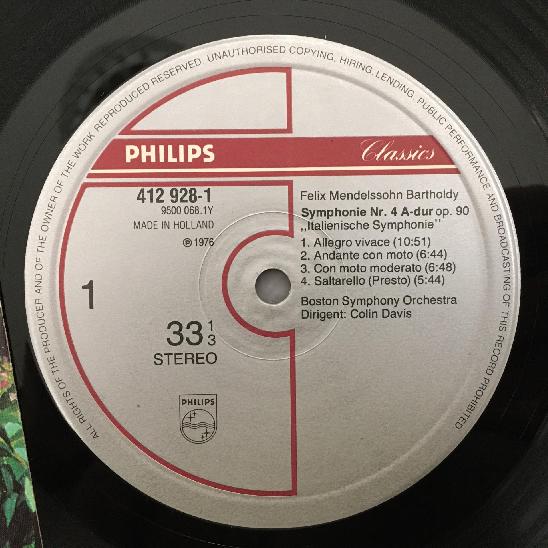 ALL RIGHTS OF THE PRODUCER AND OF THE OWNER OF THE WORK REPRODUCED RESERVED. UNAUTHORISED COPYING, HIRING, LENDING, PUBLIC PERFORMANCE AND BROADCASTING OF THIS RECORD PROHIBITED
PHILIPS
Classics
412 928-1
9500 068.1Y
MADE IN HOLLAND
℗ 1976
1
33 1/3
STEREO
PHILIPS
Felix Mendelssohn Bartholdy
Symphonie Nr. 4 A-dur op. 90
„Italienische Symphonie"
1. Allegro vivace (10:51)
2. Andante con moto (6:44)
3. Con moto moderato (6:48)
4. Saltarello (Presto) (5:44)
Boston Symphony Orchestra
Dirigent: Colin Davis